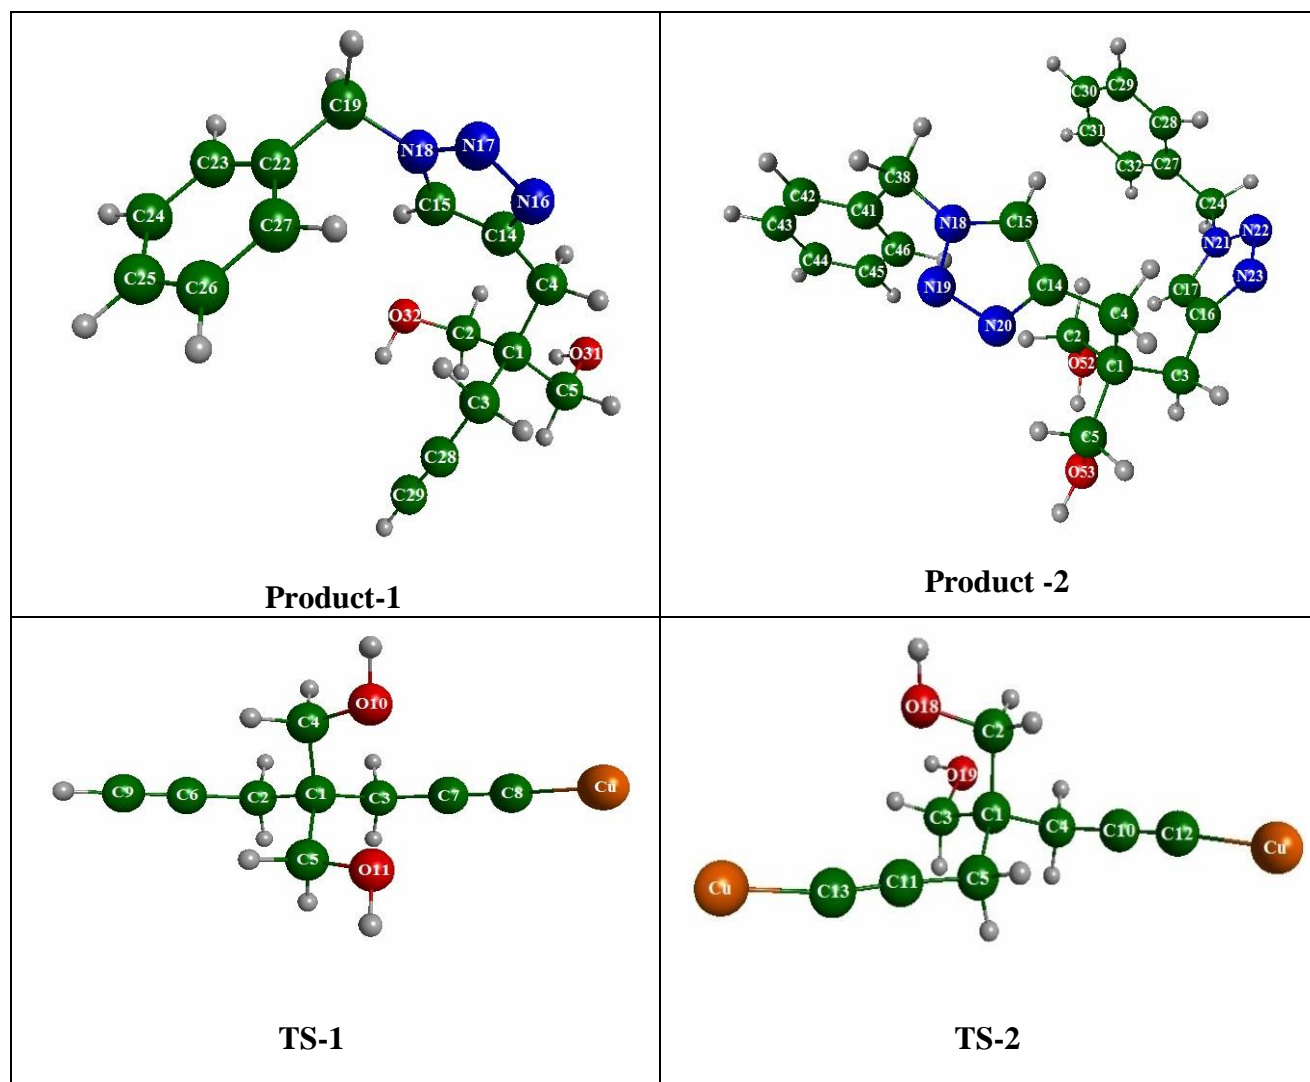 C19
N18
N17
C23
C22
N16
C15
C24
C27
C14
C25
C26
C4
O32
C2
C1
O31
C5
C3
C28
C29
Product-1
C30
C29
C28
C31
C32
C27
C38
C42
C41
C24
C43
N18
C15
N21
N22
C46
C44
C45
N23
N19
C14
C17
C4
C16
N20
C2
O52
C1
C3
C5
O53
Product -2
O10
C4
C9
C6
C2
C1
C3
C7
C8
Cu
C5
O11
TS-1
O18
C2
O19
C3
C1
C4
C10
C12
Cu
Cu
C13
C11
C5
TS-2